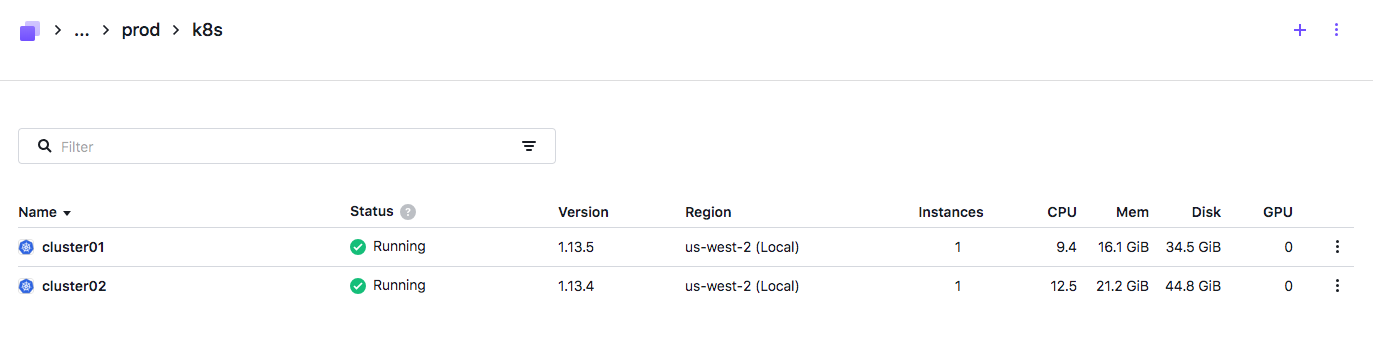 ... prod k8s
Filter
Name Status ? Version Region Instances CPU Mem Disk GPU
cluster01 Running 1.13.5 us-west-2 (Local) 1 9.4 16.1 GiB 34.5 GiB 0
cluster02 Running 1.13.4 us-west-2 (Local) 1 12.5 21.2 GiB 44.8 GiB 0